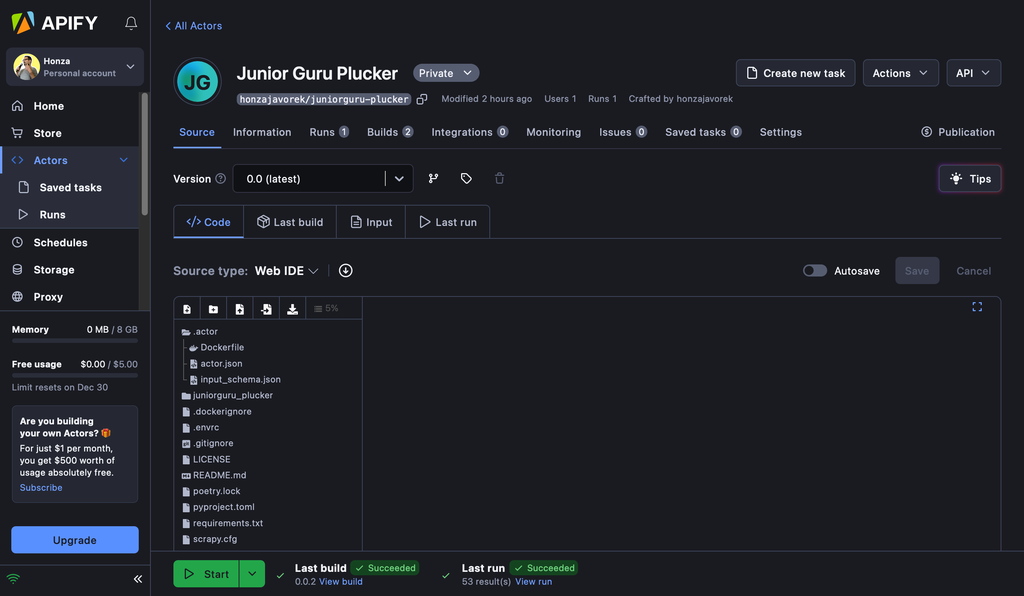 APIFY
Honza
Personal account
Home
Store
Actors
Saved tasks
Runs
Schedules
Storage
Proxy
Memory 0 MB / 8 GB
Free usage $0.00 / $5.00
Limit resets on Dec 30
Are you building
your own Actors?
For just $1 per month,
you get $500 worth of
usage absolutely free.
Subscribe
Upgrade
All Actors
JG
Junior Guru Plucker Private
Create new task Actions API
honzajavorek/juniorguru-plucker Modified 2 hours ago Users 1 Runs 1 Crafted by honzajavorek
Source Information Runs 1 Builds 2 Integrations 0 Monitoring Issues 0 Saved tasks 0 Settings Publication
Version 0.0 (latest) Tips
</> Code Last build Input Last run
Source type: Web IDE Autosave Save Cancel
5%
.actor
Dockerfile
actor.json
input_schema.json
juniorguru_plucker
.dockerignore
.envrc
.gitignore
LICENSE
README.md
poetry.lock
pyproject.toml
requirements.txt
scrapy.cfg
Start
Last build Succeeded
0.0.2 View build
Last run Succeeded
53 result(s) View run